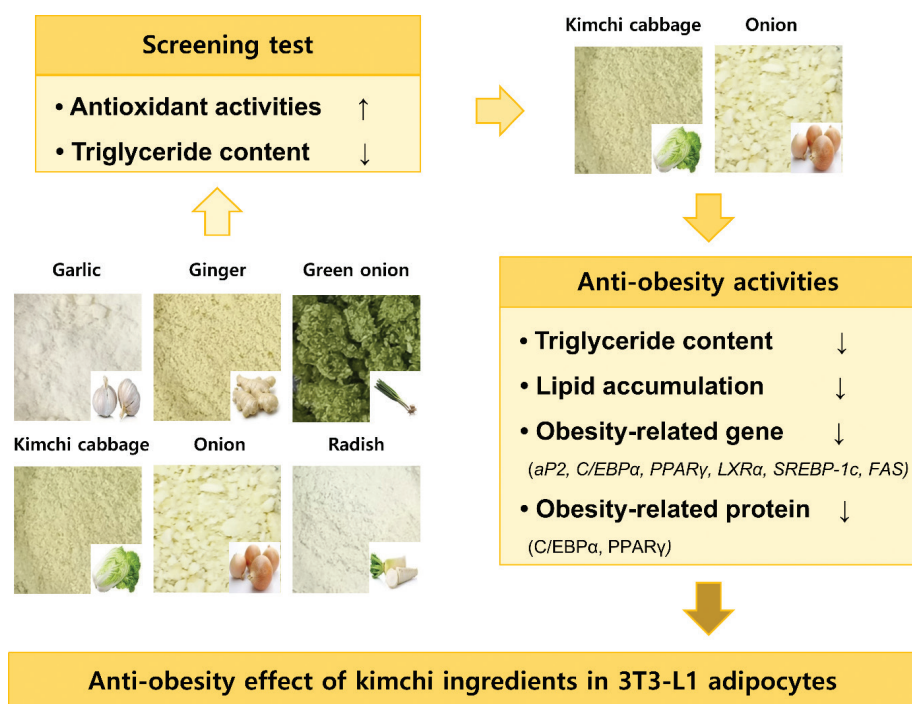 Screening test
• Antioxidant activities ↑
• Triglyceride content ↓
Kimchi cabbage
Onion
Garlic
Ginger
Green onion
Kimchi cabbage
Onion
Radish
Anti-obesity activities
• Triglyceride content ↓
• Lipid accumulation ↓
• Obesity-related gene ↓
(aP2, C/EBPα, PPARγ, LXRα, SREBP-1c, FAS)
• Obesity-related protein ↓
(C/EBPα, PPARγ)
Anti-obesity effect of kimchi ingredients in 3T3-L1 adipocytes